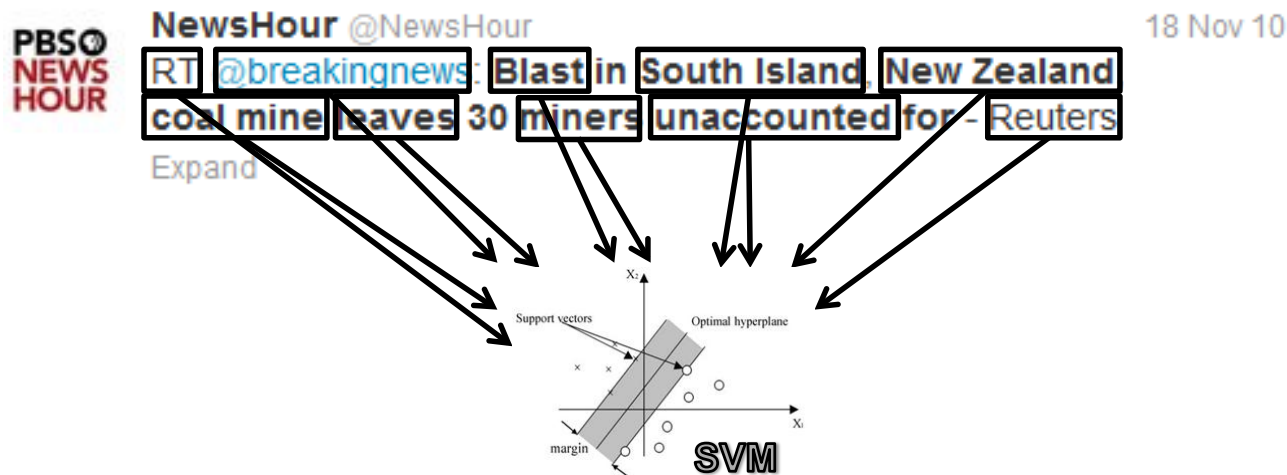 PBS
NEWS
HOUR
NewsHour @NewsHour 18 Nov 10
RT @breakingnews: Blast in South Island, New Zealand,
coal mine leaves 30 miners unaccounted for - Reuters
Expand
X₂
Support vectors
Optimal hyperplane
X₁
margin
SVM